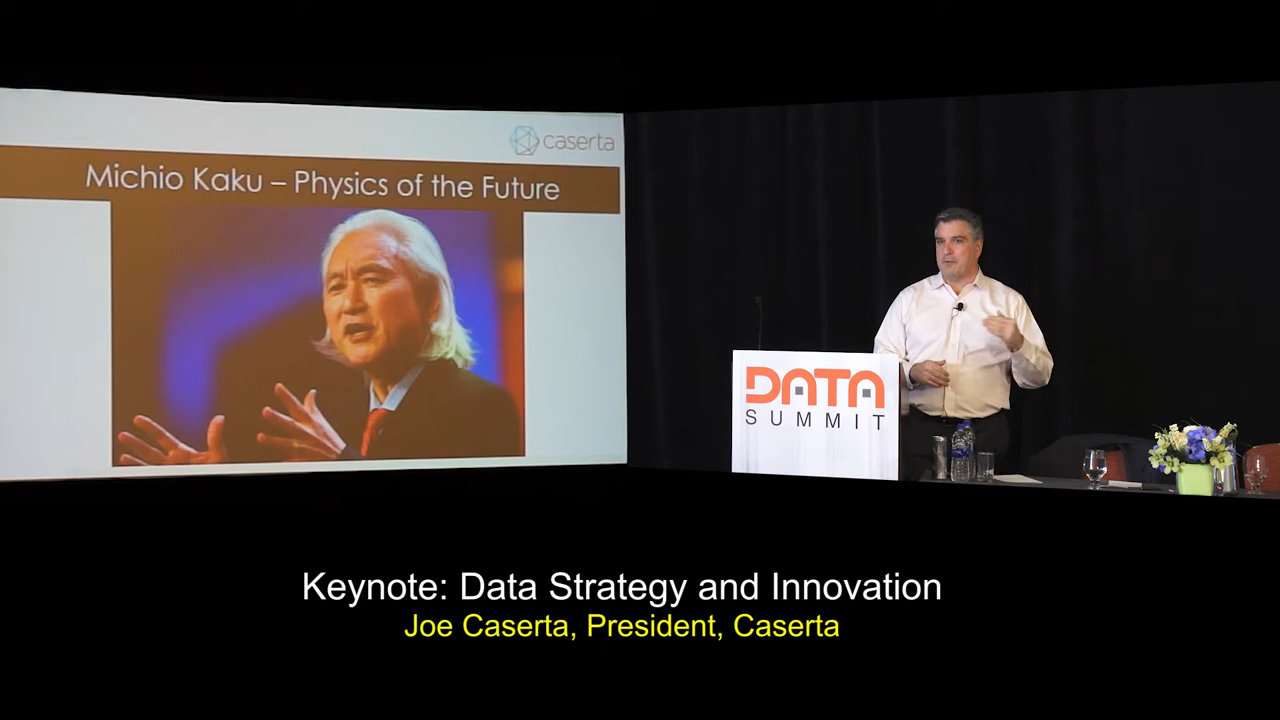 caserta
Michio Kaku – Physics of the Future
DATA
SUMMIT
Keynote: Data Strategy and Innovation
Joe Caserta, President, Caserta